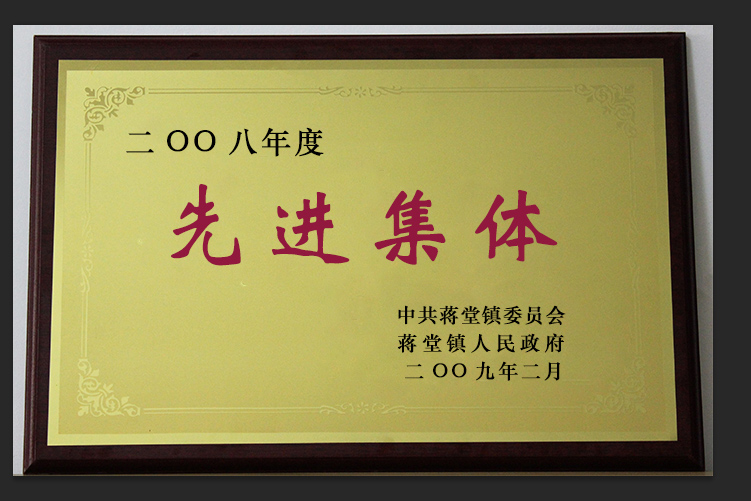 二OO八年度
先进集体
中共蒋堂镇委员会
蒋堂镇人民政府
二OO九年二月